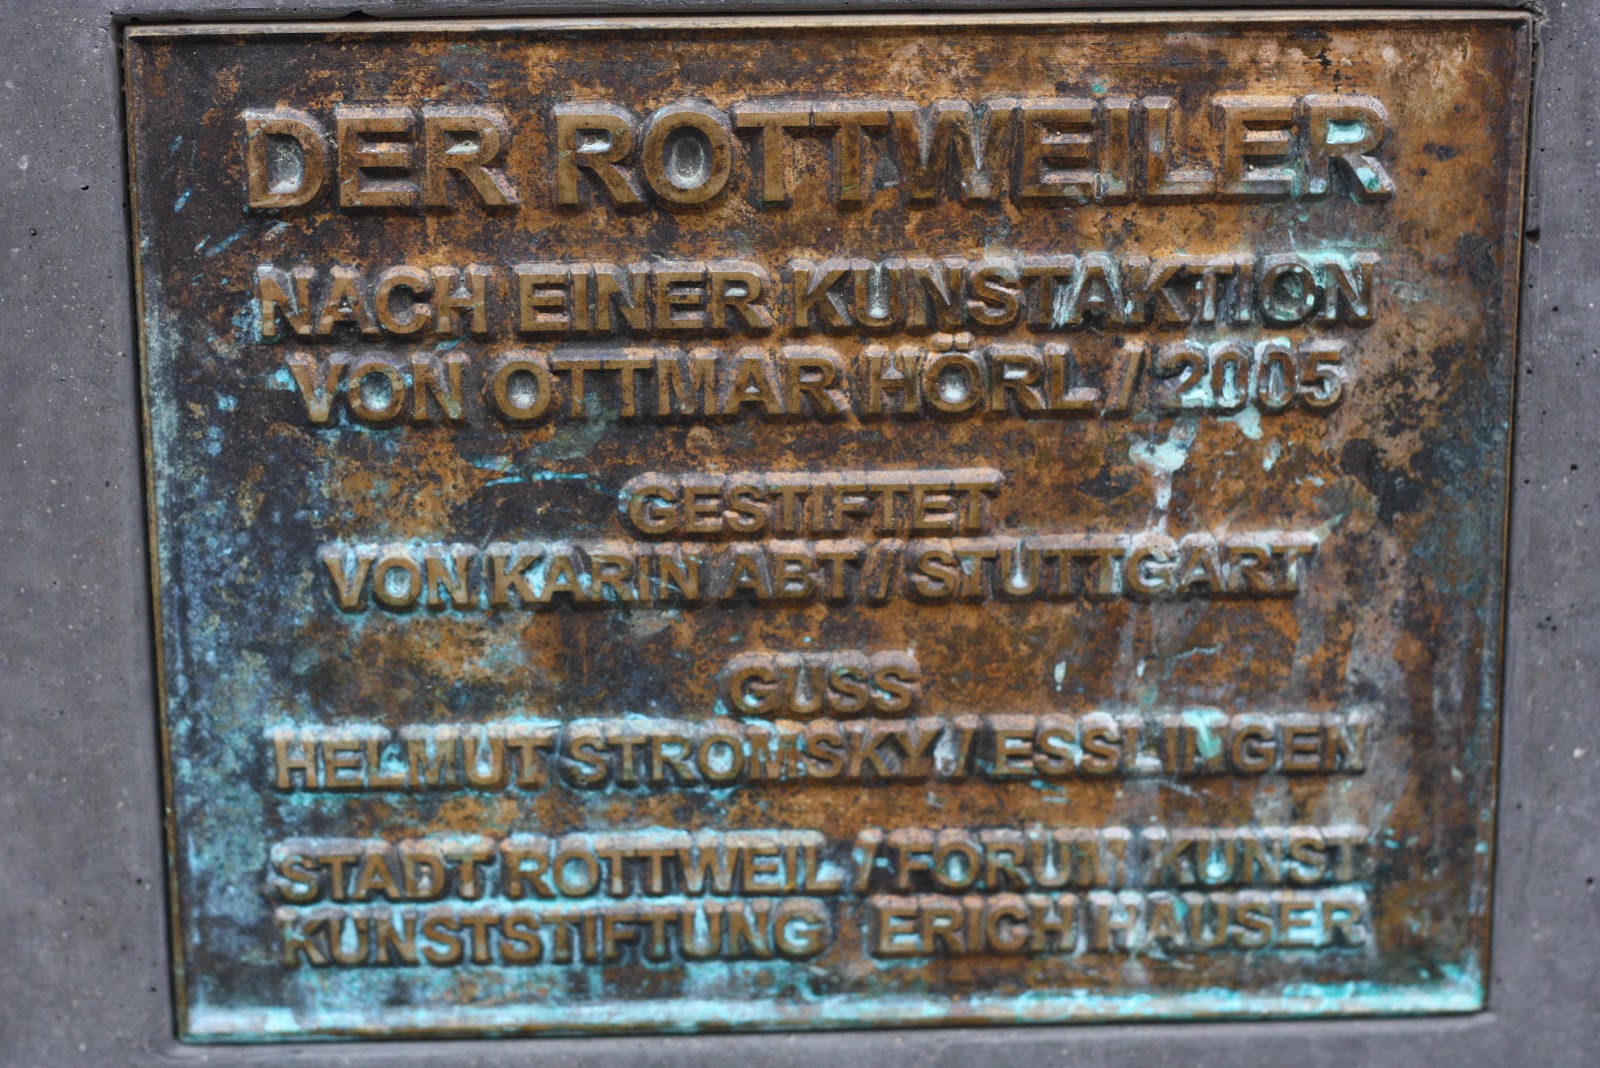 DER ROTTWEILER
NACH EINER KUNSTAKTION
VON OTTMAR HÖRL / 2005
GESTIFTET
VON KARIN ABT / STUTTGART
GUSS
HELMUT STROMSKY / ESSLINGEN
STADT ROTTWEIL / FORUM KUNST
KUNSTSTIFTUNG ERICH HAUSER